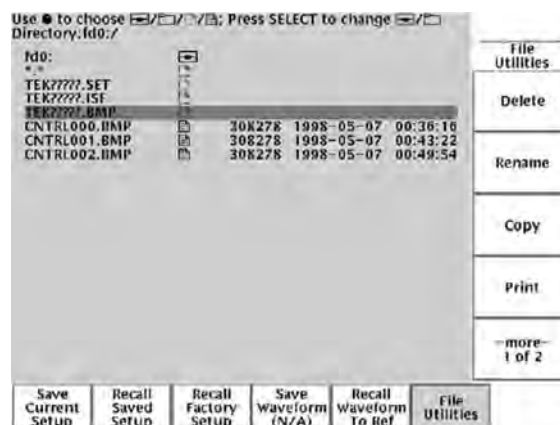 Use ● to choose / / / ; Press SELECT to change /
Directory:fd0:/
fd0:
*.*
TEK?????.SET
TEK?????.ISF
TEK?????.BMP
CNTRL000.BMP 308278 1998-05-07 00:36:16
CNTRL001.BMP 308278 1998-05-07 00:43:22
CNTRL002.BMP 308278 1998-05-07 00:49:54
File
Utilities
Delete
Rename
Copy
Print
-more-
1 of 2
Save
Current
Setup
Recall
Saved
Setup
Recall
Factory
Setup
Save
Waveform
(N/A)
Recall
Waveform
To Ref
File
Utilities